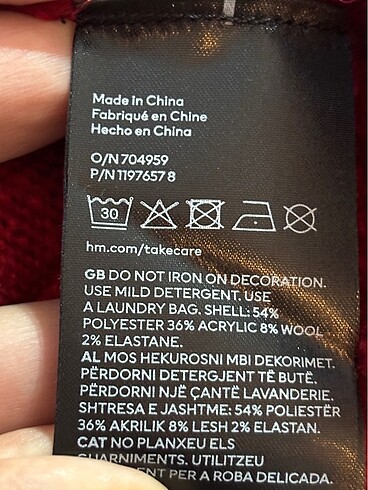 Made in China
Fabriqué en Chine
Hecho en China
O/N 704959
P/N 1197657 8
30
hm.com/takecare
GB DO NOT IRON ON DECORATION.
USE MILD DETERGENT. USE
A LAUNDRY BAG. SHELL: 54%
POLYESTER 36% ACRYLIC 8% WOOL
2% ELASTANE.
AL MOS HEKUROSNI MBI DEKORIMET.
PËRDORNI DETERGJENT TË BUTË.
PËRDORNI NJË ÇANTË LAVANDERIE.
SHTRESA E JASHTME: 54% POLIESTËR
36% AKRILIK 8% LESH 2% ELASTAN.
CAT NO PLANXEU ELS
GUARNIMENTS. UTILITZEU
PER A ROBA DELICADA.